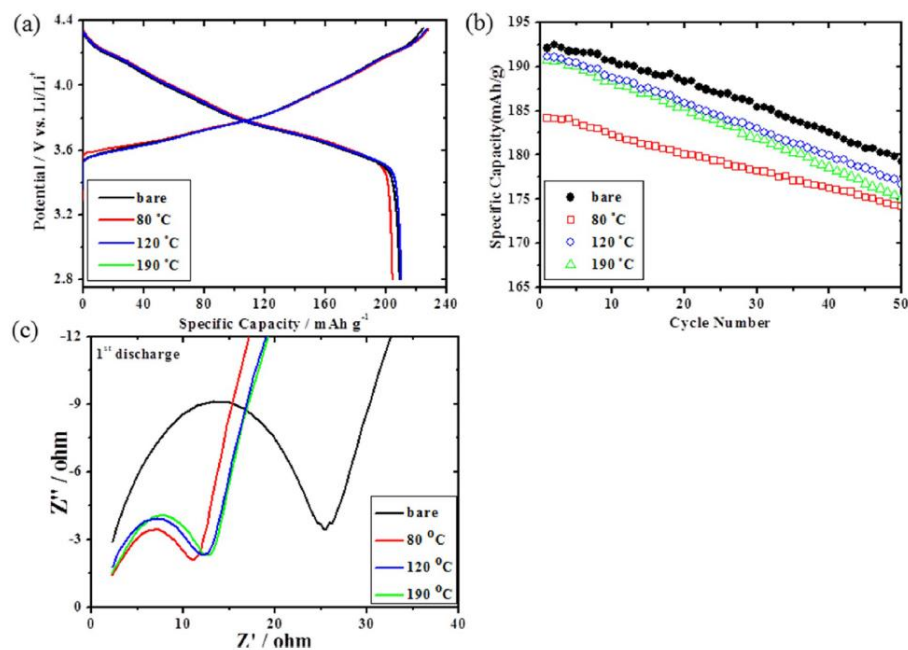 (a)
4.4
4.0
3.6
3.2
2.8
Potential / V vs. Li/Li⁺
bare
80 °C
120 °C
190 °C
0 40 80 120 160 200 240
Specific Capacity / mAh g⁻¹
(b)
195
190
185
180
175
170
165
Specific Capacity(mAh/g)
bare
80 °C
120 °C
190 °C
0 10 20 30 40 50
Cycle Number
(c)
-12
-9
-6
-3
0
Z'' / ohm
1ˢᵗ discharge
bare
80 °C
120 °C
190 °C
0 10 20 30 40
Z' / ohm